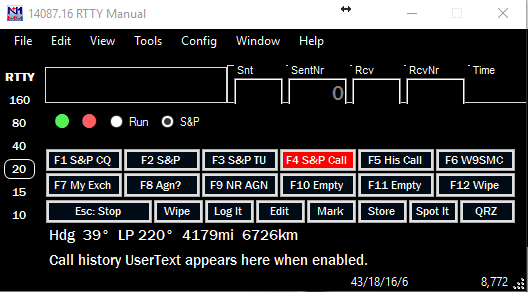 14087.16 RTTY Manual
File Edit View Tools Config Window Help
RTTY Snt SentNr Rcv RcvNr Time
160 0
80 Run S&P
40
F1 S&P CQ F2 S&P F3 S&P TU F4 S&P Call F5 His Call F6 W9SMC
20
15 F7 My Exch F8 Agn? F9 NR AGN F10 Empty F11 Empty F12 Wipe
10 Esc: Stop Wipe Log It Edit Mark Store Spot It QRZ
Hdg 39° LP 220° 4179mi 6726km
Call history UserText appears here when enabled.
43/18/16/6 8,772